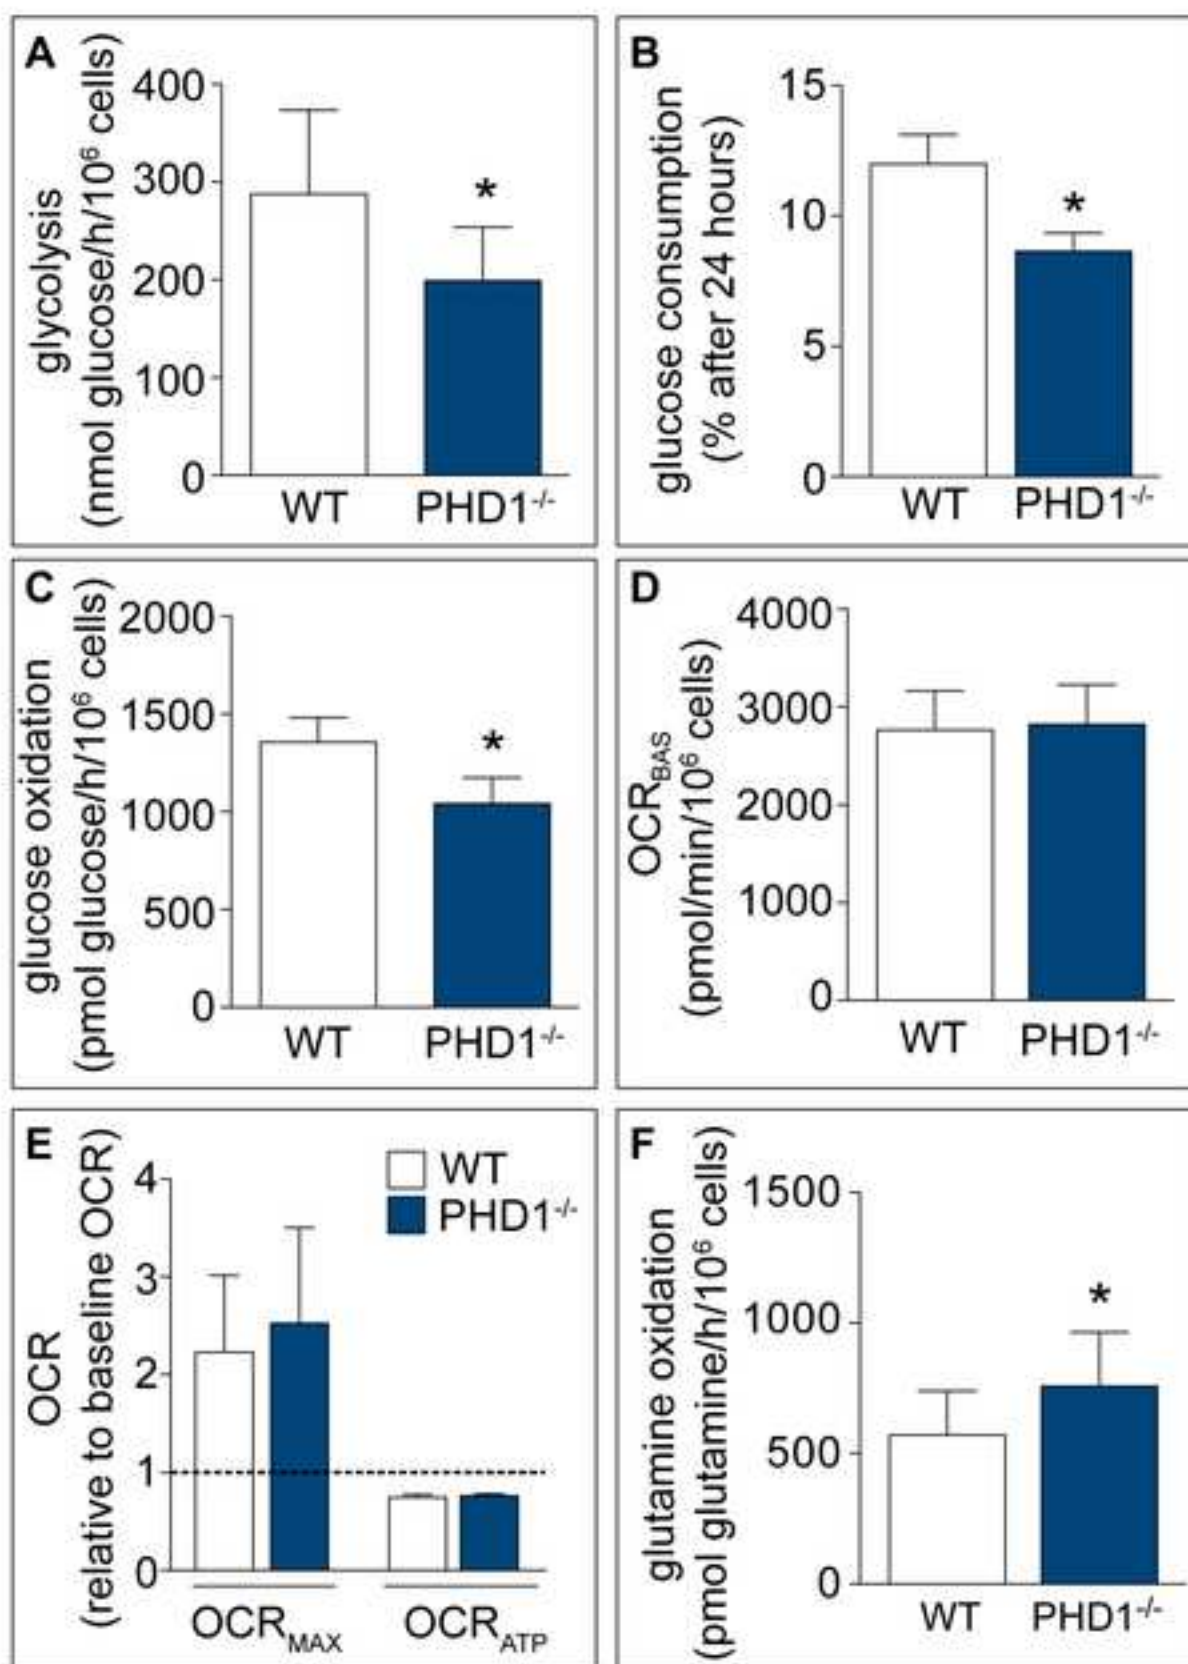 A
glycolysis
(nmol glucose/h/10⁶ cells)
400
300
200
100
0
*
WT
PHD1⁻/⁻
B
glucose consumption
(% after 24 hours)
15
10
5
0
*
WT
PHD1⁻/⁻
C
glucose oxidation
(pmol glucose/h/10⁶ cells)
2000
1500
1000
500
0
*
WT
PHD1⁻/⁻
D
OCR_BAS
(pmol/min/10⁶ cells)
4000
3000
2000
1000
0
WT
PHD1⁻/⁻
E
OCR
(relative to baseline OCR)
4
3
2
1
0
WT
PHD1⁻/⁻
OCR_MAX
OCR_ATP
F
glutamine oxidation
(pmol glutamine/h/10⁶ cells)
1500
1000
500
0
*
WT
PHD1⁻/⁻